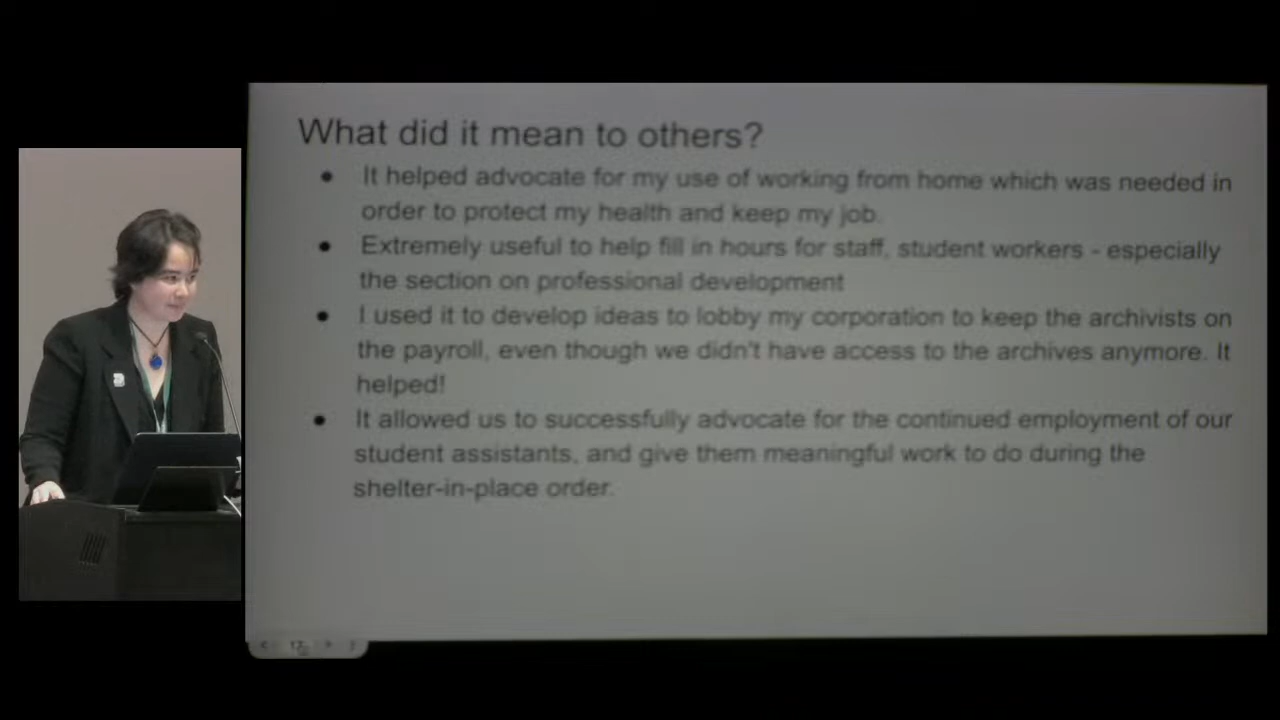 What did it mean to others?
● It helped advocate for my use of working from home which was needed in
order to protect my health and keep my job.
● Extremely useful to help fill in hours for staff, student workers - especially
the section on professional development
● I used it to develop ideas to lobby my corporation to keep the archivists on
the payroll, even though we didn't have access to the archives anymore. It
helped!
● It allowed us to successfully advocate for the continued employment of our
student assistants, and give them meaningful work to do during the
shelter-in-place order.
17